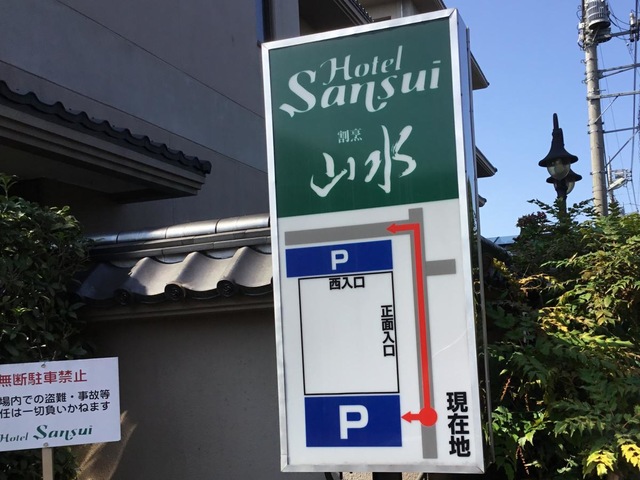 Hotel
Sansui
割烹
山水
P
西入口
正面入口
P
現在地
無断駐車禁止
場内での盗難・事故等
任は一切負いかねます
Hotel Sansui